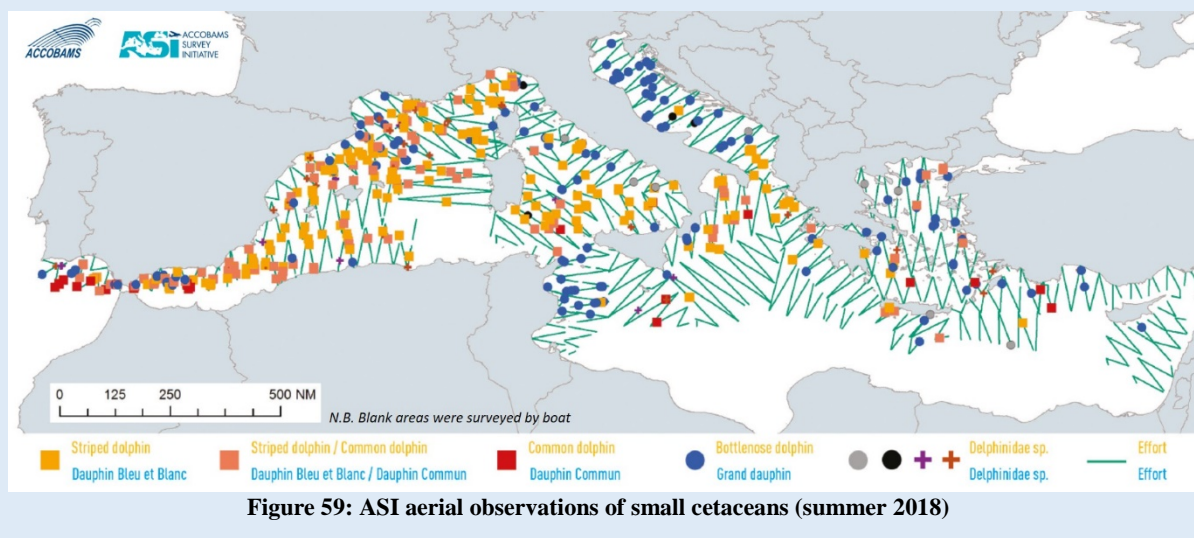 ACCOBAMS
ASI ACCOBAMS
SURVEY
INITIATIVE
0 125 250 500 NM
N.B. Blank areas were surveyed by boat
Striped dolphin Striped dolphin / Common dolphin Common dolphin Bottlenose dolphin Delphinidae sp. Effort
Dauphin Bleu et Blanc Dauphin Bleu et Blanc / Dauphin Commun Dauphin Commun Grand dauphin Delphinidae sp. Effort
Figure 59: ASI aerial observations of small cetaceans (summer 2018)